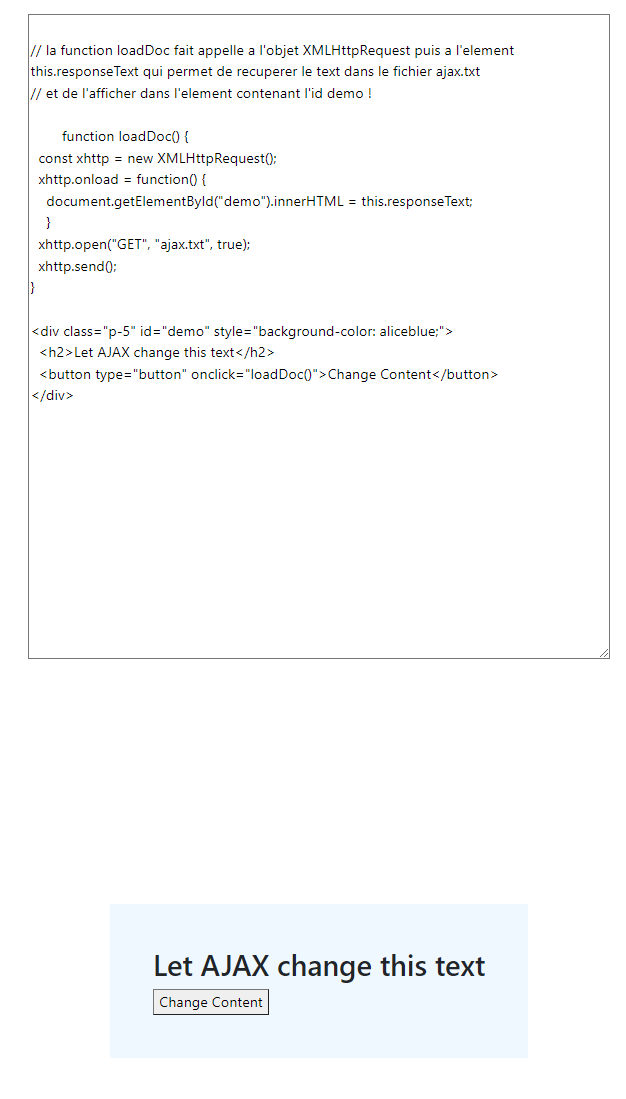 // la function loadDoc fait appelle a l'objet XMLHttpRequest puis a l'element
this.responseText qui permet de recuperer le text dans le fichier ajax.txt
// et de l'afficher dans l'element contenant l'id demo !
function loadDoc() {
const xhttp = new XMLHttpRequest();
xhttp.onload = function() {
document.getElementById("demo").innerHTML = this.responseText;
}
xhttp.open("GET", "ajax.txt", true);
xhttp.send();
}
<div class="p-5" id="demo" style="background-color: aliceblue;">
<h2>Let AJAX change this text</h2>
<button type="button" onclick="loadDoc()">Change Content</button>
</div>
Let AJAX change this text
Change Content